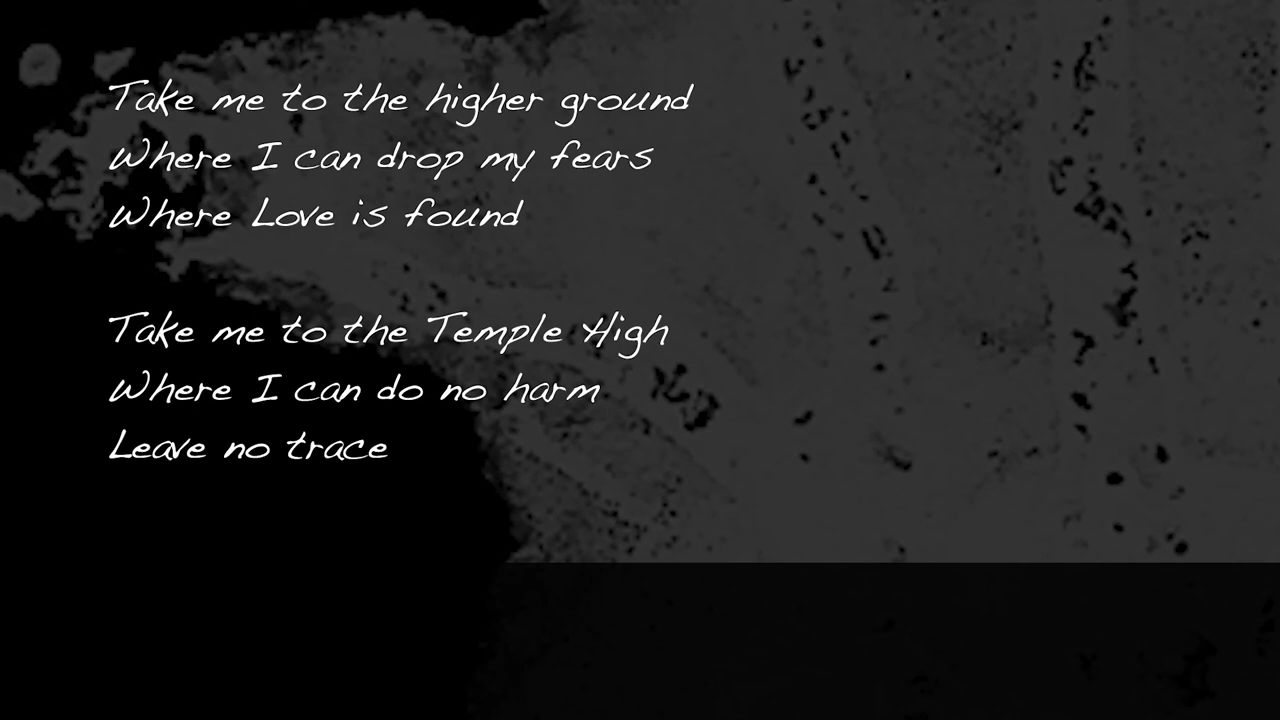 Take me to the higher ground
Where I can drop my fears
Where Love is found
Take me to the Temple High
Where I can do no harm
Leave no trace